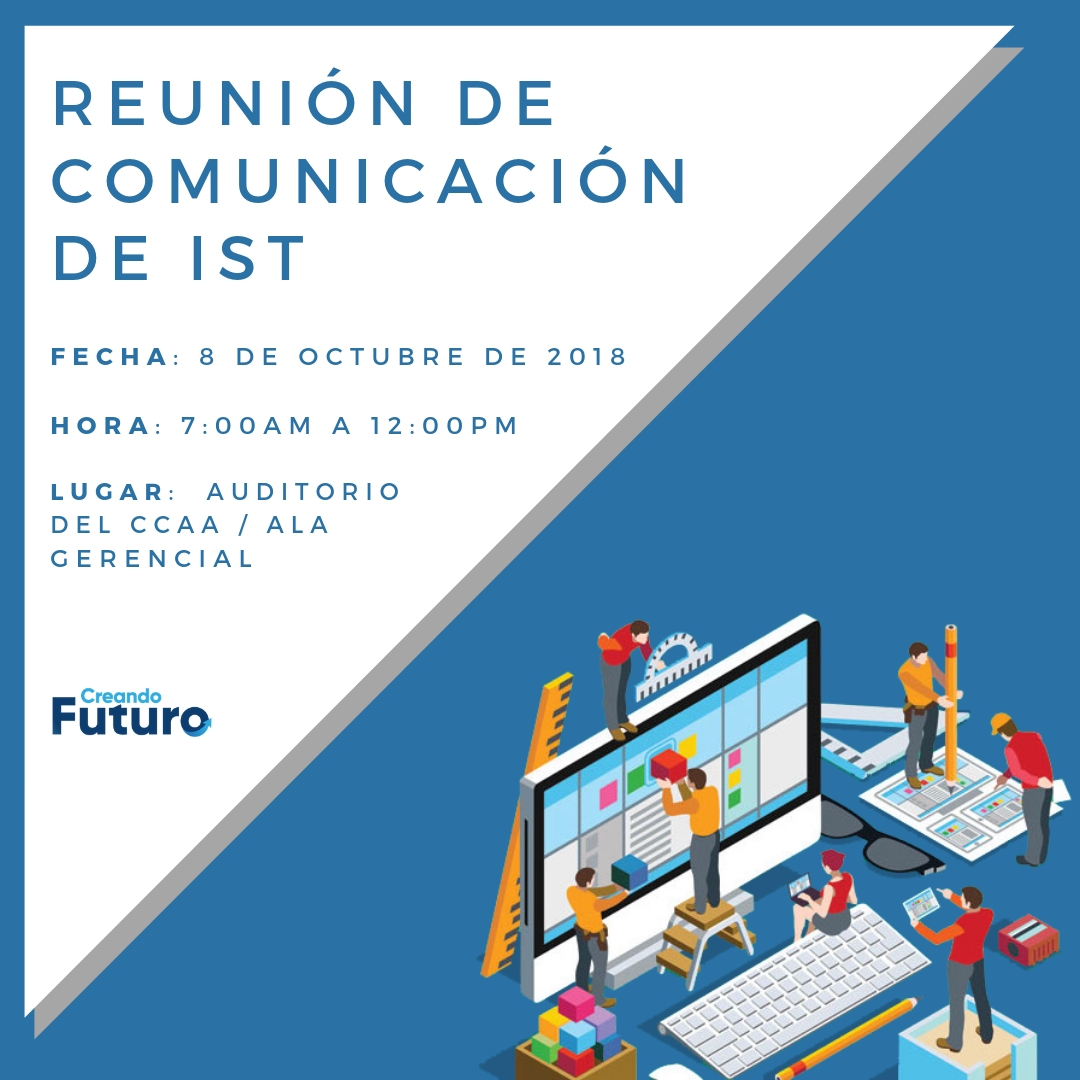 REUNIÓN DE
COMUNICACIÓN
DE IST
FECHA: 8 DE OCTUBRE DE 2018
HORA: 7:00AM A 12:00PM
LUGAR: AUDITORIO
DEL CCAA / ALA
GERENCIAL
Creando
Futuro